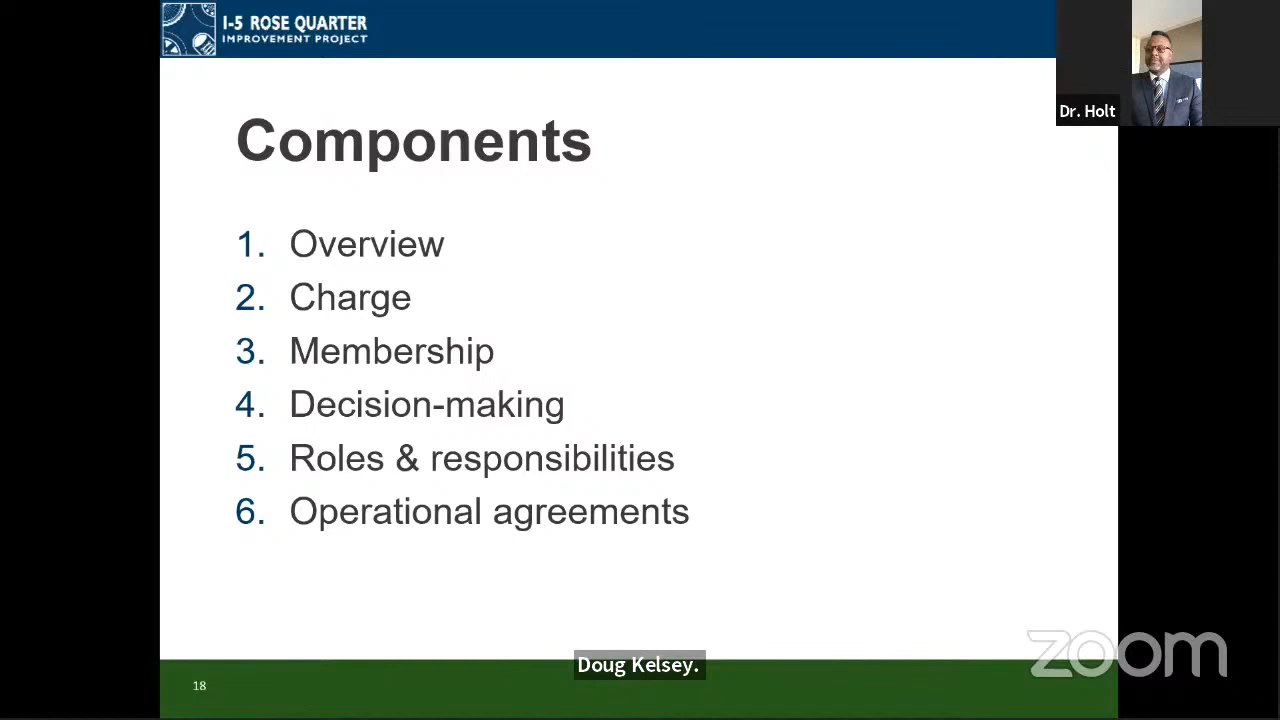 I-5 ROSE QUARTER
IMPROVEMENT PROJECT
Dr. Holt
Components
1. Overview
2. Charge
3. Membership
4. Decision-making
5. Roles & responsibilities
6. Operational agreements
Doug Kelsey.
zoom
18